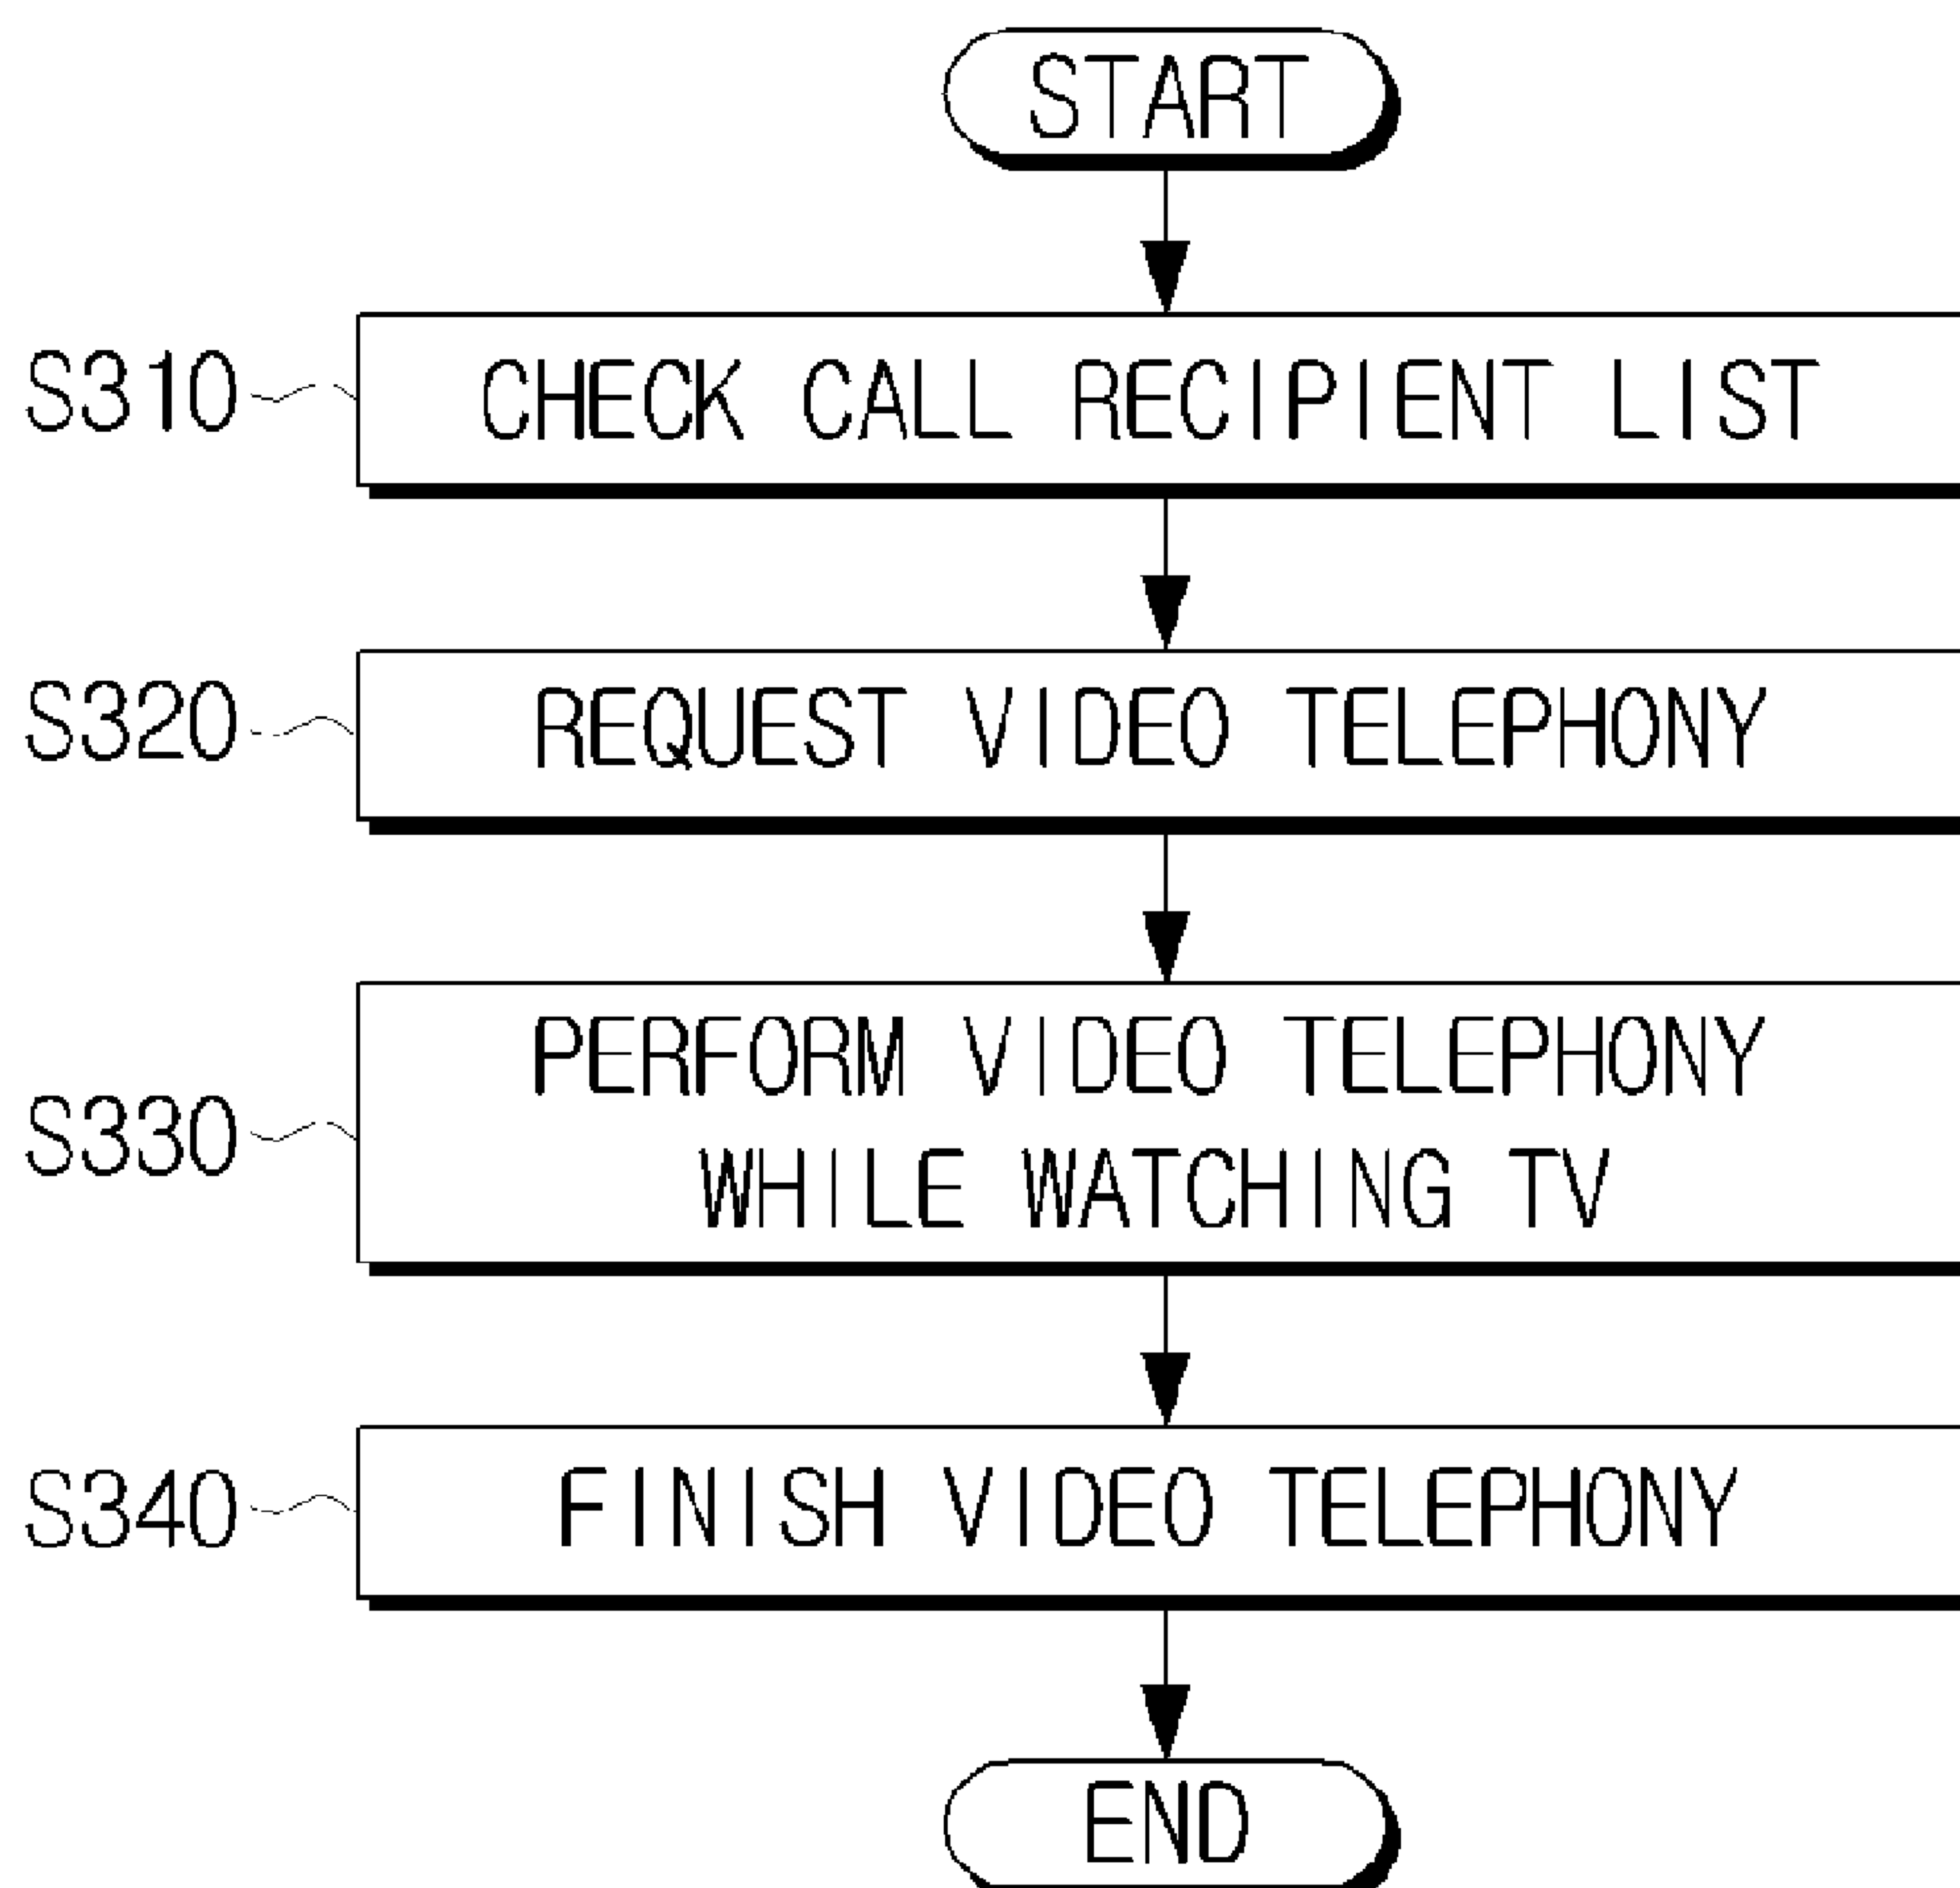 START
S310
CHECK CALL RECIPIENT LIST
S320
REQUEST VIDEO TELEPHONY
S330
PERFORM VIDEO TELEPHONY
WHILE WATCHING TV
S340
FINISH VIDEO TELEPHONY
END